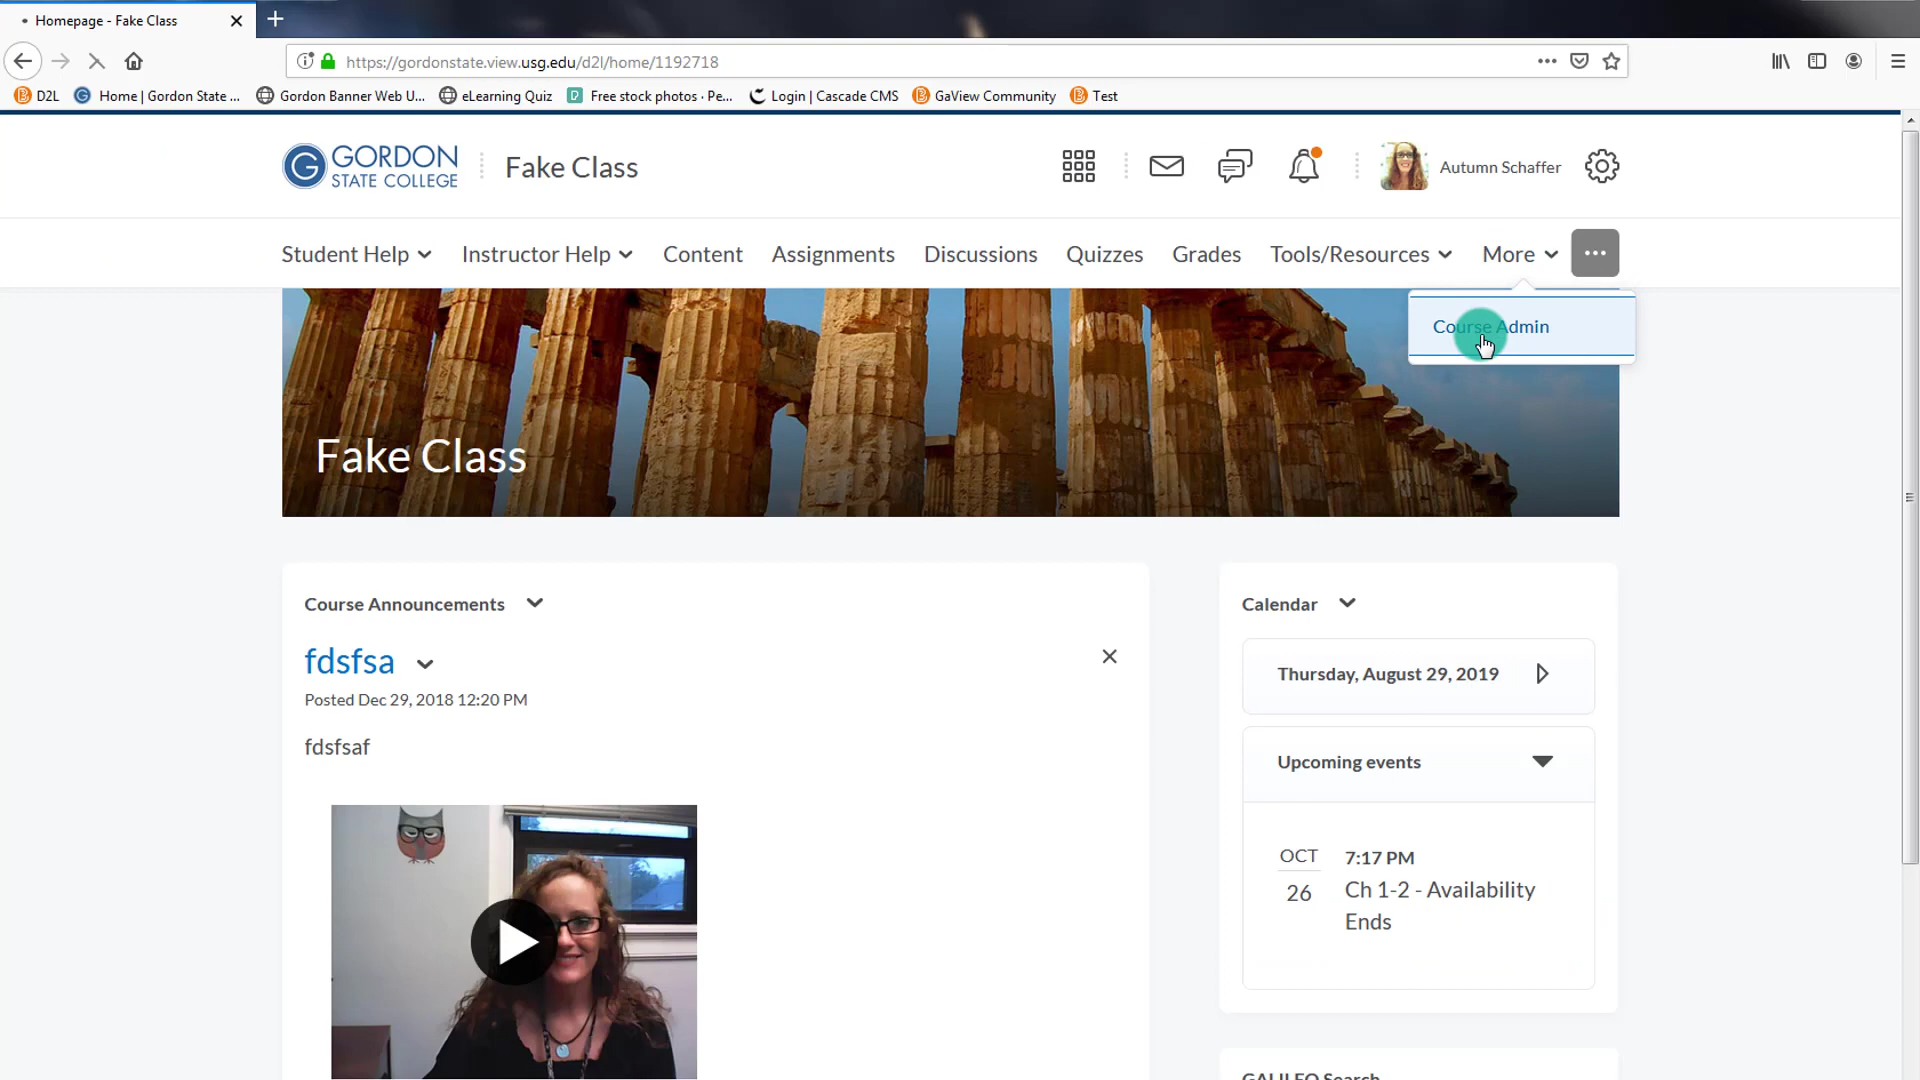 Homepage - Fake Class
https://gordonstate.view.usg.edu/d2l/home/1192718
D2L
Home | Gordon State ...
Gordon Banner Web U...
eLearning Quiz
Free stock photos · Pe...
Login | Cascade CMS
GaView Community
Test
GORDON
STATE COLLEGE
Fake Class
Autumn Schaffer
Student Help
Instructor Help
Content
Assignments
Discussions
Quizzes
Grades
Tools/Resources
More
Course Admin
Fake Class
Course Announcements
fdsfsa
Posted Dec 29, 2018 12:20 PM
fdsfsaf
Calendar
Thursday, August 29, 2019
Upcoming events
OCT
26
7:17 PM
Ch 1-2 - Availability
Ends
GALILEO Search